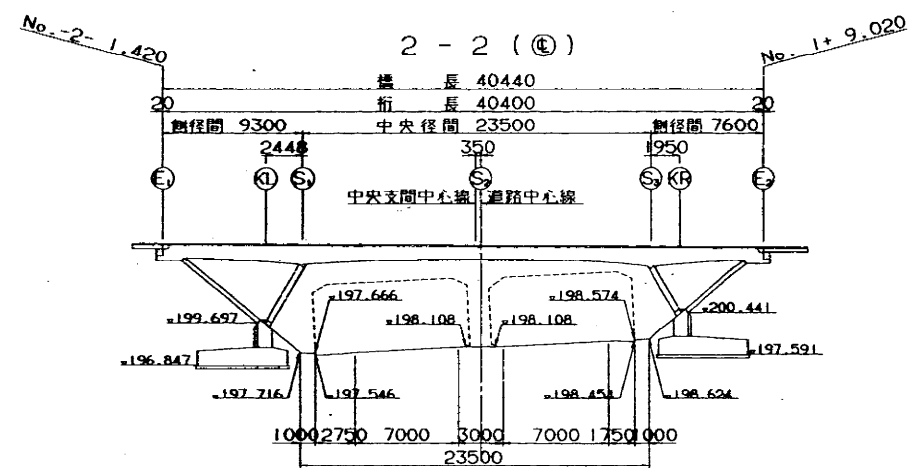 No. -2- 1.420
2 - 2 (℄)
No. 1+ 9.020
橋 長 40440
20 桁 長 40400 20
側径間 9300 中央径間 23500 側径間 7600
2448 350 1950
E₁ KL S₁ S₂ S₃ KR E₂
中央支間中心線 道路中心線
=197.666 =198.574
=199.697 =198.108 =198.108 =200.441
=196.847 =197.591
=197.716 =197.546 =198.454 =198.624
1000 2750 7000 3000 7000 1750 1000
23500